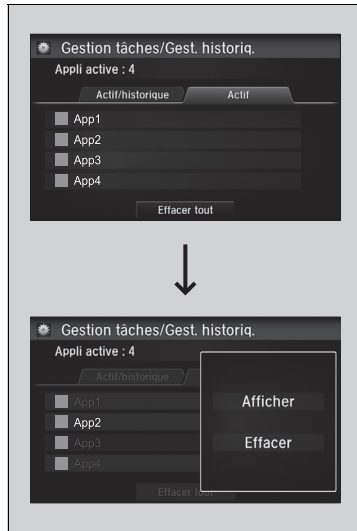 Gestion tâches/Gest. historiq.
Appli active : 4
Actif/historique Actif
App1
App2
App3
App4
Effacer tout
Gestion tâches/Gest. historiq.
Appli active : 4
Actif/historique
App1
App2
App3
App4
Afficher
Effacer
Effacer tout